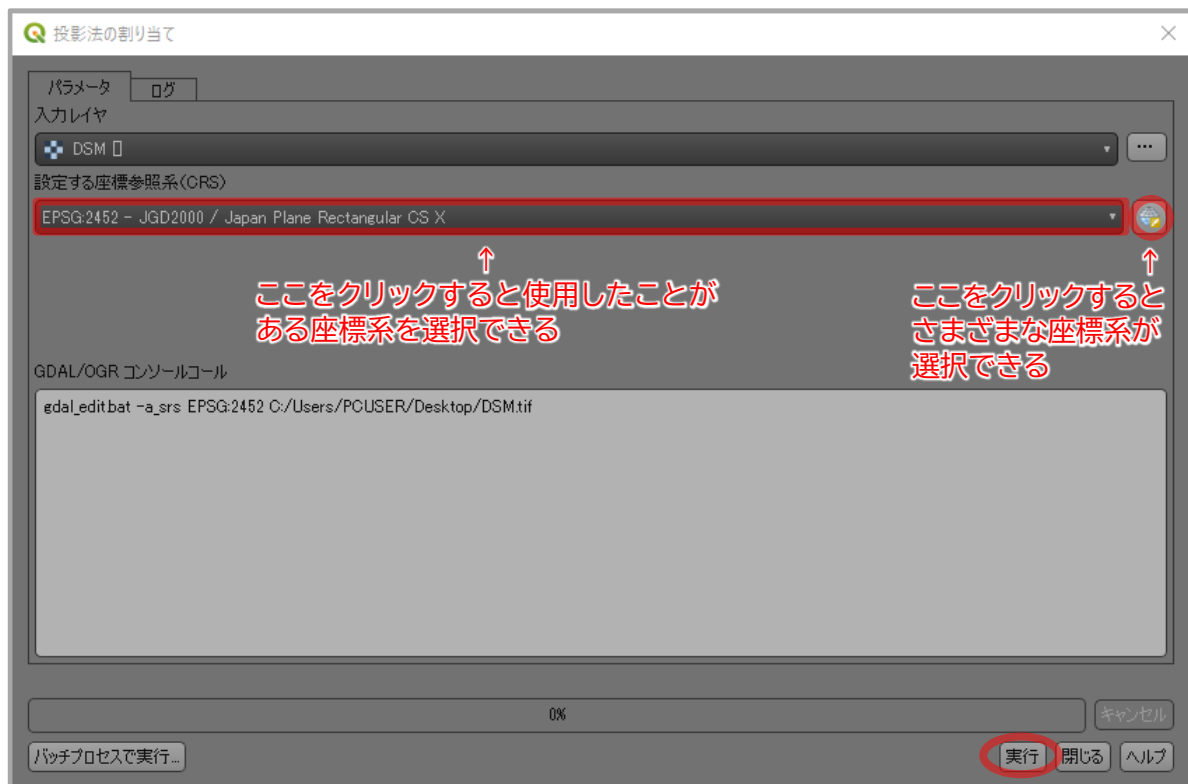 投影法の割り当て
パラメータ ログ
入力レイヤ
DSM []
...
設定する座標参照系(CRS)
EPSG:2452 - JGD2000 / Japan Plane Rectangular CS X
↑
ここをクリックすると使用したことが
ある座標系を選択できる
↑
ここをクリックすると
さまざまな座標系が
選択できる
GDAL/OGR コンソールコール
gdal_edit.bat -a_srs EPSG:2452 C:/Users/PCUSER/Desktop/DSM.tif
0%
キャンセル
バッチプロセスで実行...
実行 閉じる ヘルプ